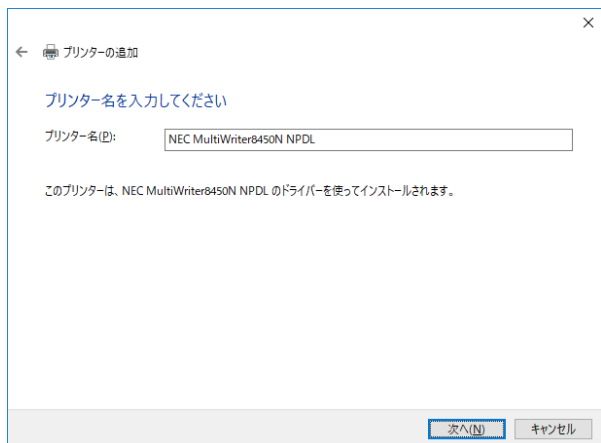 プリンターの追加
プリンター名を入力してください
プリンター名(P): NEC MultiWriter8450N NPDL
このプリンターは、NEC MultiWriter8450N NPDL のドライバーを使ってインストールされます。
次へ(N) キャンセル